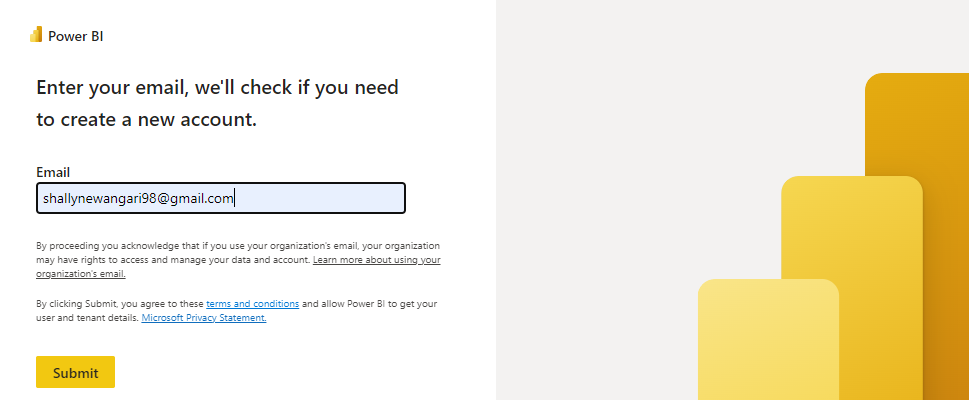 Power BI
Enter your email, we'll check if you need
to create a new account.
Email
shallynewangari98@gmail.com
By proceeding you acknowledge that if you use your organization's email, your organization
may have rights to access and manage your data and account. Learn more about using your
organization's email.
By clicking Submit, you agree to these terms and conditions and allow Power BI to get your
user and tenant details. Microsoft Privacy Statement.
Submit